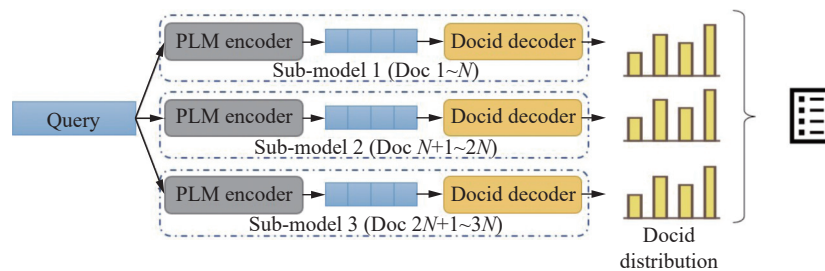 PLM encoder
Docid decoder
Sub-model 1 (Doc 1~N)
Query
PLM encoder
Docid decoder
Sub-model 2 (Doc N+1~2N)
PLM encoder
Docid decoder
Sub-model 3 (Doc 2N+1~3N)
Docid
distribution